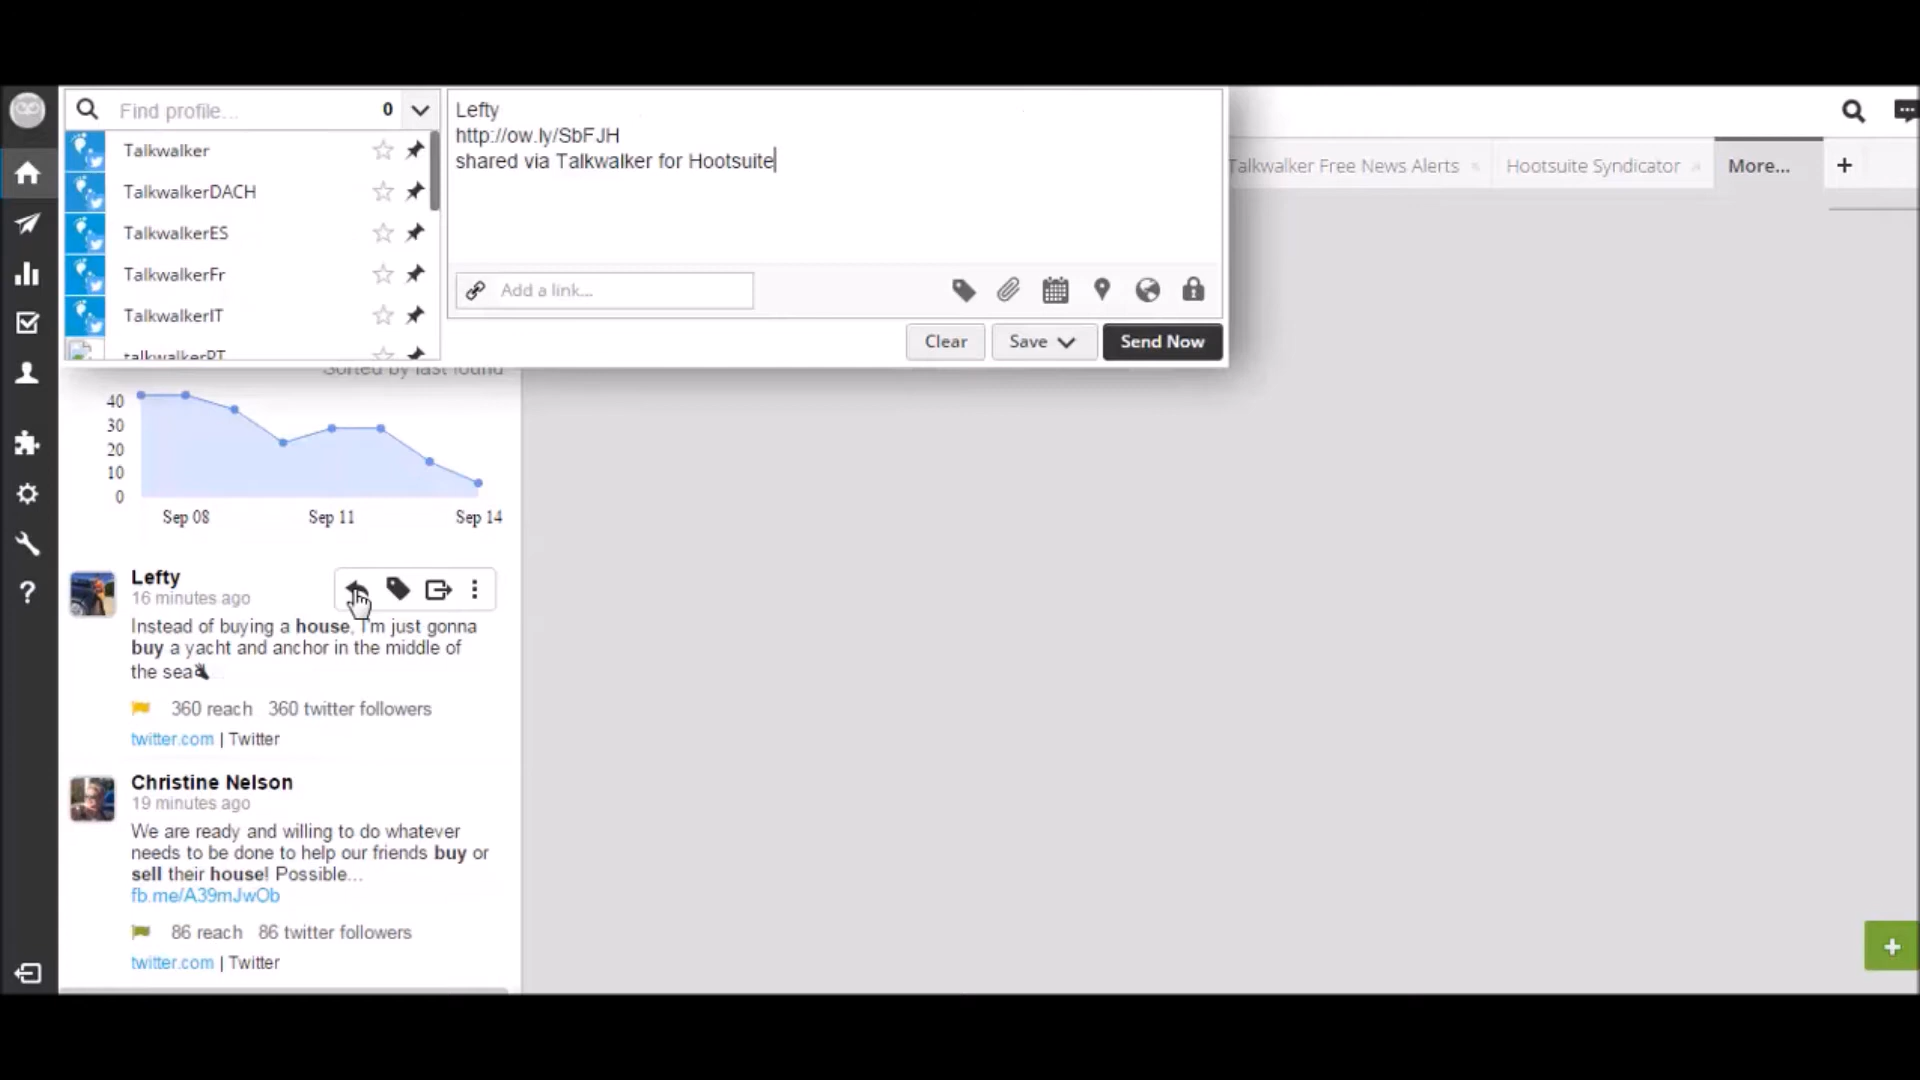 Find profile...
0
Talkwalker
TalkwalkerDACH
TalkwalkerES
TalkwalkerFr
TalkwalkerIT
talkwalkerPT
Lefty
http://ow.ly/SbFJH
shared via Talkwalker for Hootsuite
Add a link...
Clear
Save
Send Now
Talkwalker Free News Alerts
Hootsuite Syndicator
More...
+
Sorted by last found
40
30
20
10
0
Sep 08
Sep 11
Sep 14
Lefty
16 minutes ago
Instead of buying a house, I'm just gonna
buy a yacht and anchor in the middle of
the sea
360 reach 360 twitter followers
twitter.com | Twitter
Christine Nelson
19 minutes ago
We are ready and willing to do whatever
needs to be done to help our friends buy or
sell their house! Possible...
fb.me/A39mJwOb
86 reach 86 twitter followers
twitter.com | Twitter
?
+